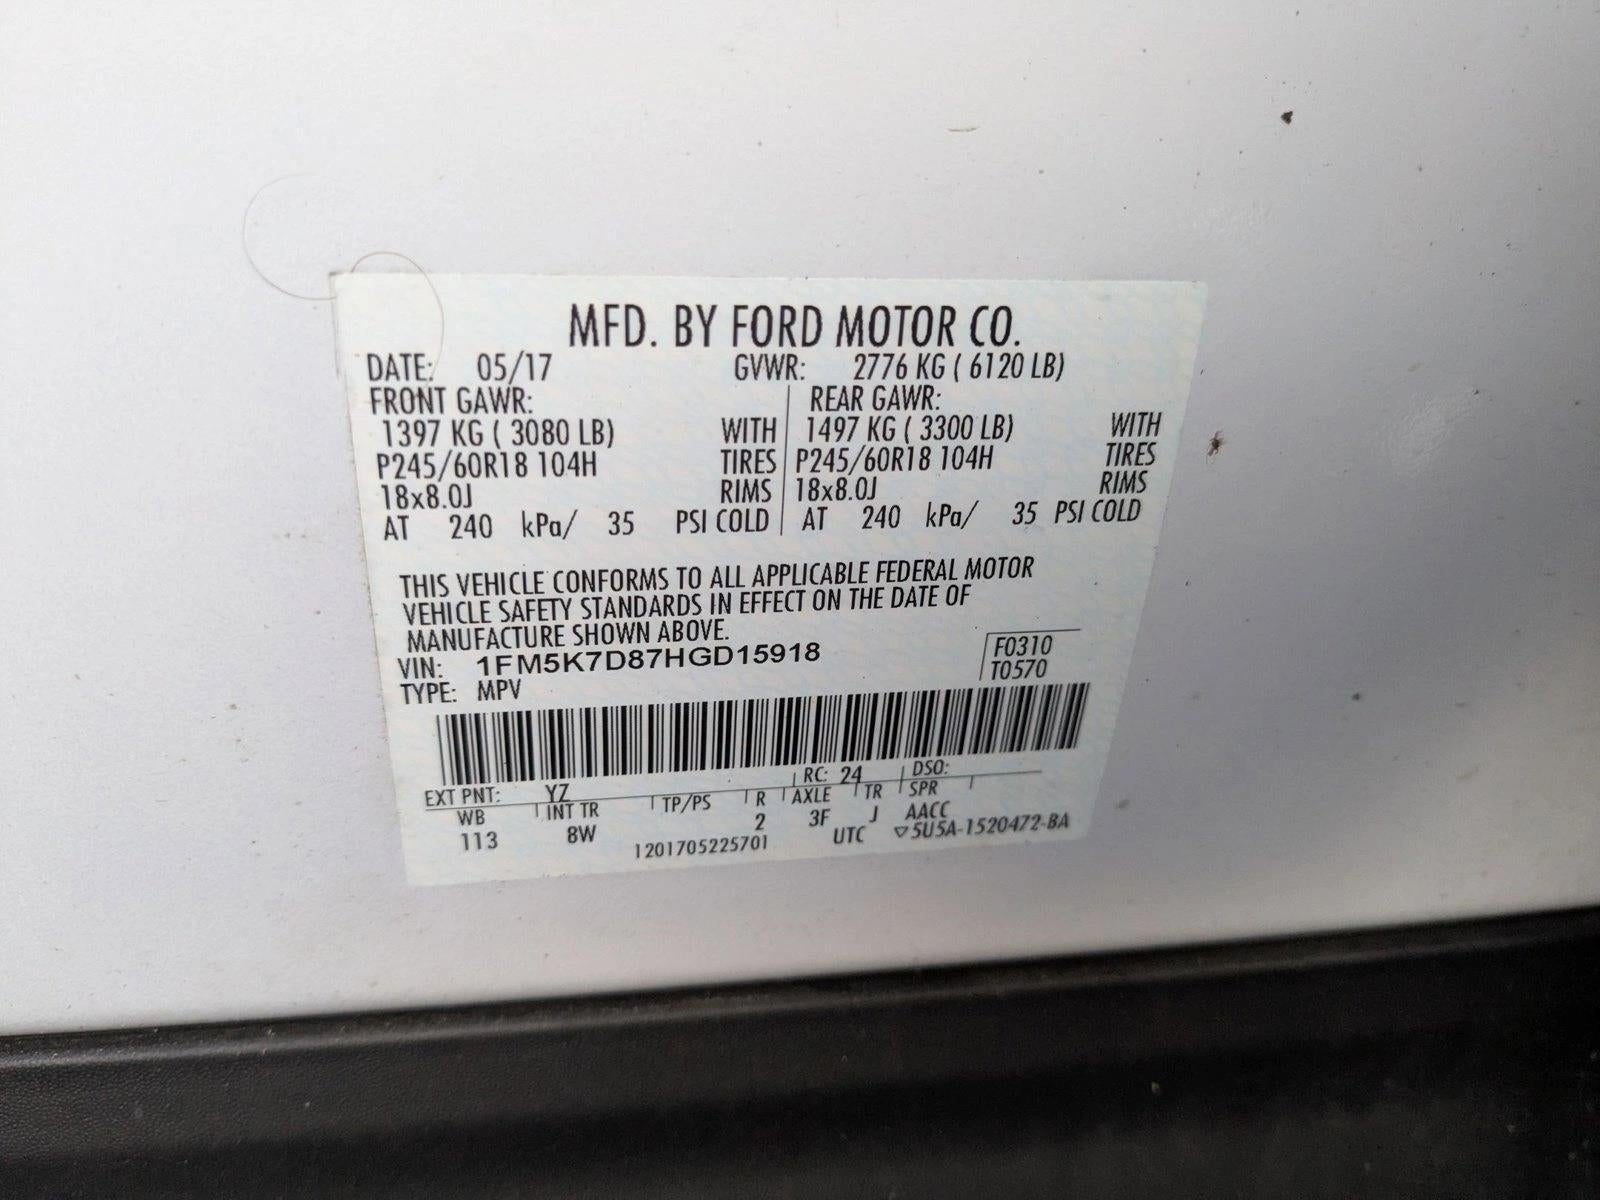 MFD. BY FORD MOTOR CO.
DATE: 05/17 GVWR: 2776 KG ( 6120 LB)
FRONT GAWR: REAR GAWR:
1397 KG ( 3080 LB) WITH 1497 KG ( 3300 LB) WITH
P245/60R18 104H TIRES P245/60R18 104H TIRES
18x8.0J RIMS 18x8.0J RIMS
AT 240 kPa/ 35 PSI COLD AT 240 kPa/ 35 PSI COLD
THIS VEHICLE CONFORMS TO ALL APPLICABLE FEDERAL MOTOR
VEHICLE SAFETY STANDARDS IN EFFECT ON THE DATE OF
MANUFACTURE SHOWN ABOVE.
VIN: 1FM5K7D87HGD15918 F0310
TYPE: MPV T0570
EXT PNT: YZ RC: 24 DSO:
WB INT TR TP/PS R AXLE TR SPR
113 8W 2 3F J AACC
1201705225701 UTC ▽5U5A-1520472-BA